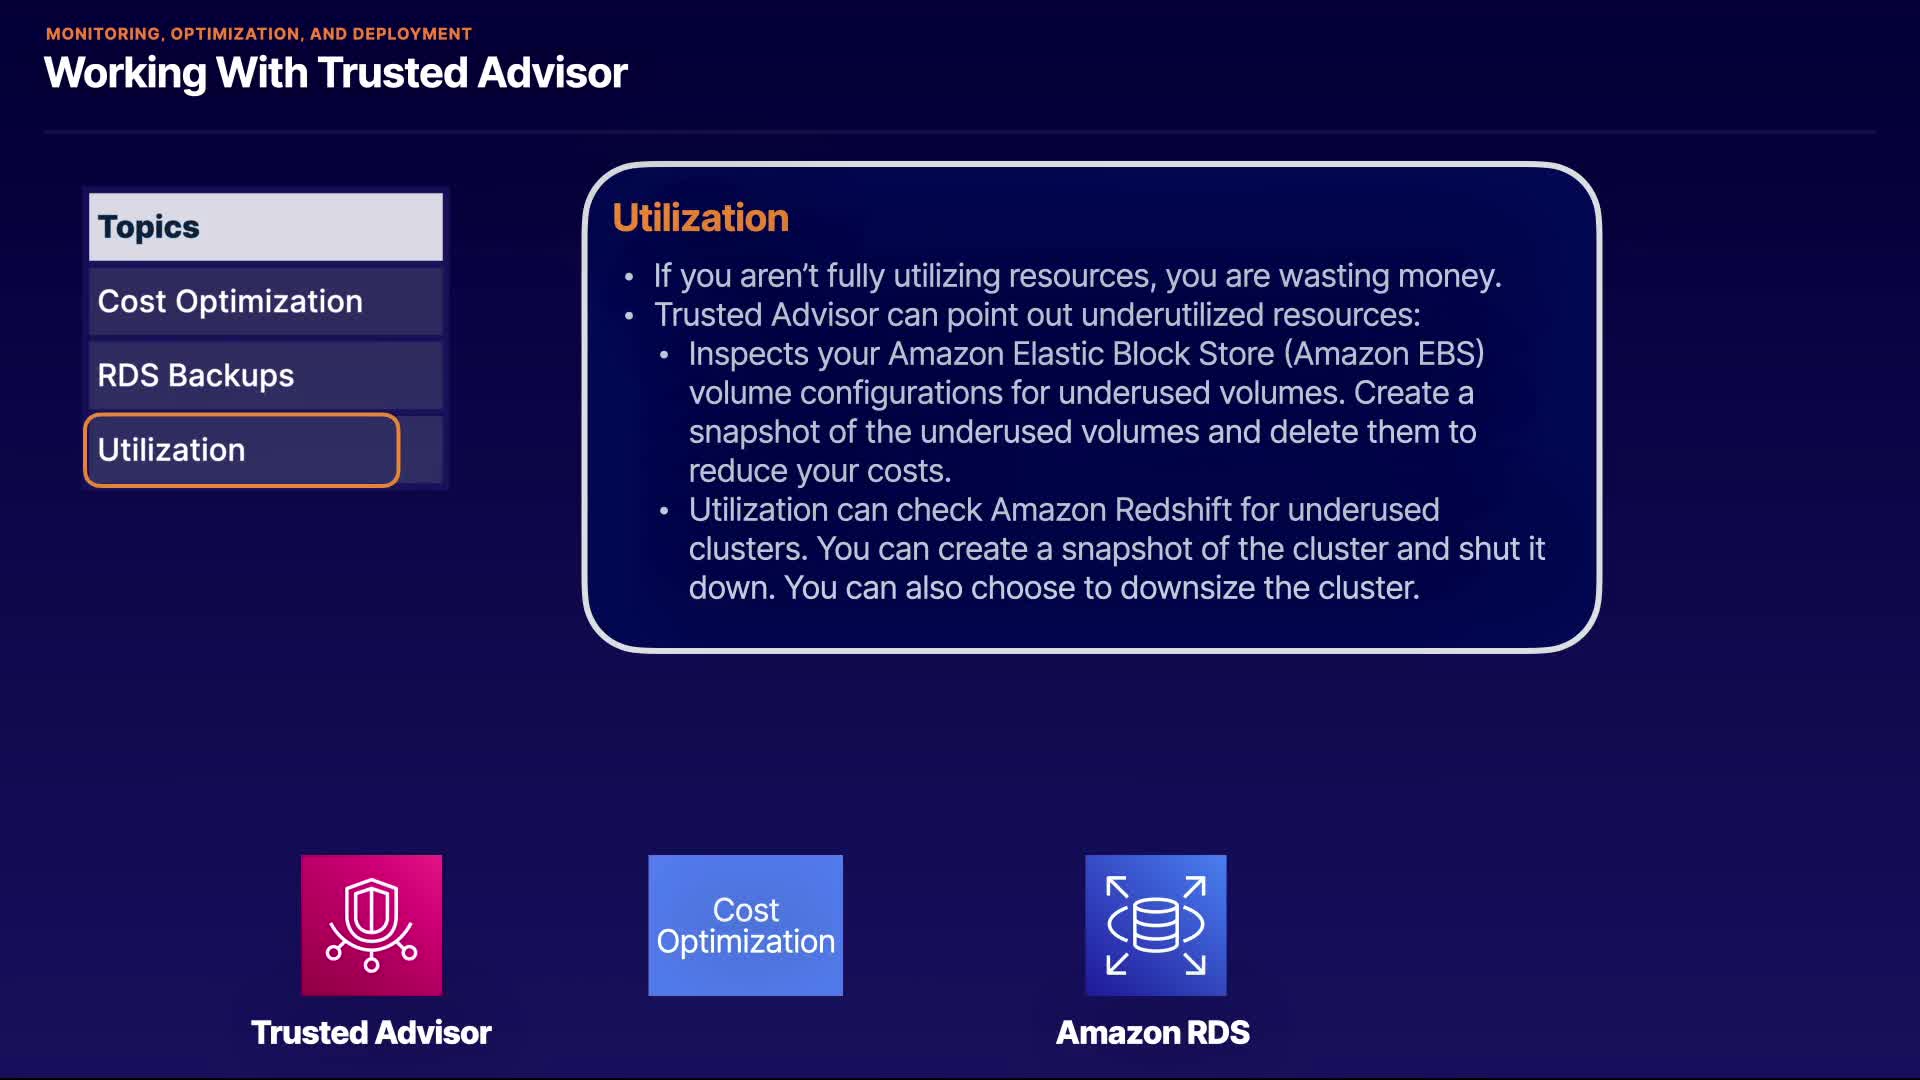 MONITORING, OPTIMIZATION, AND DEPLOYMENT
Working With Trusted Advisor
Topics
Cost Optimization
RDS Backups
Utilization
Utilization
• If you aren’t fully utilizing resources, you are wasting money.
• Trusted Advisor can point out underutilized resources:
• Inspects your Amazon Elastic Block Store (Amazon EBS)
volume configurations for underused volumes. Create a
snapshot of the underused volumes and delete them to
reduce your costs.
• Utilization can check Amazon Redshift for underused
clusters. You can create a snapshot of the cluster and shut it
down. You can also choose to downsize the cluster.
Cost
Optimization
Trusted Advisor
Amazon RDS